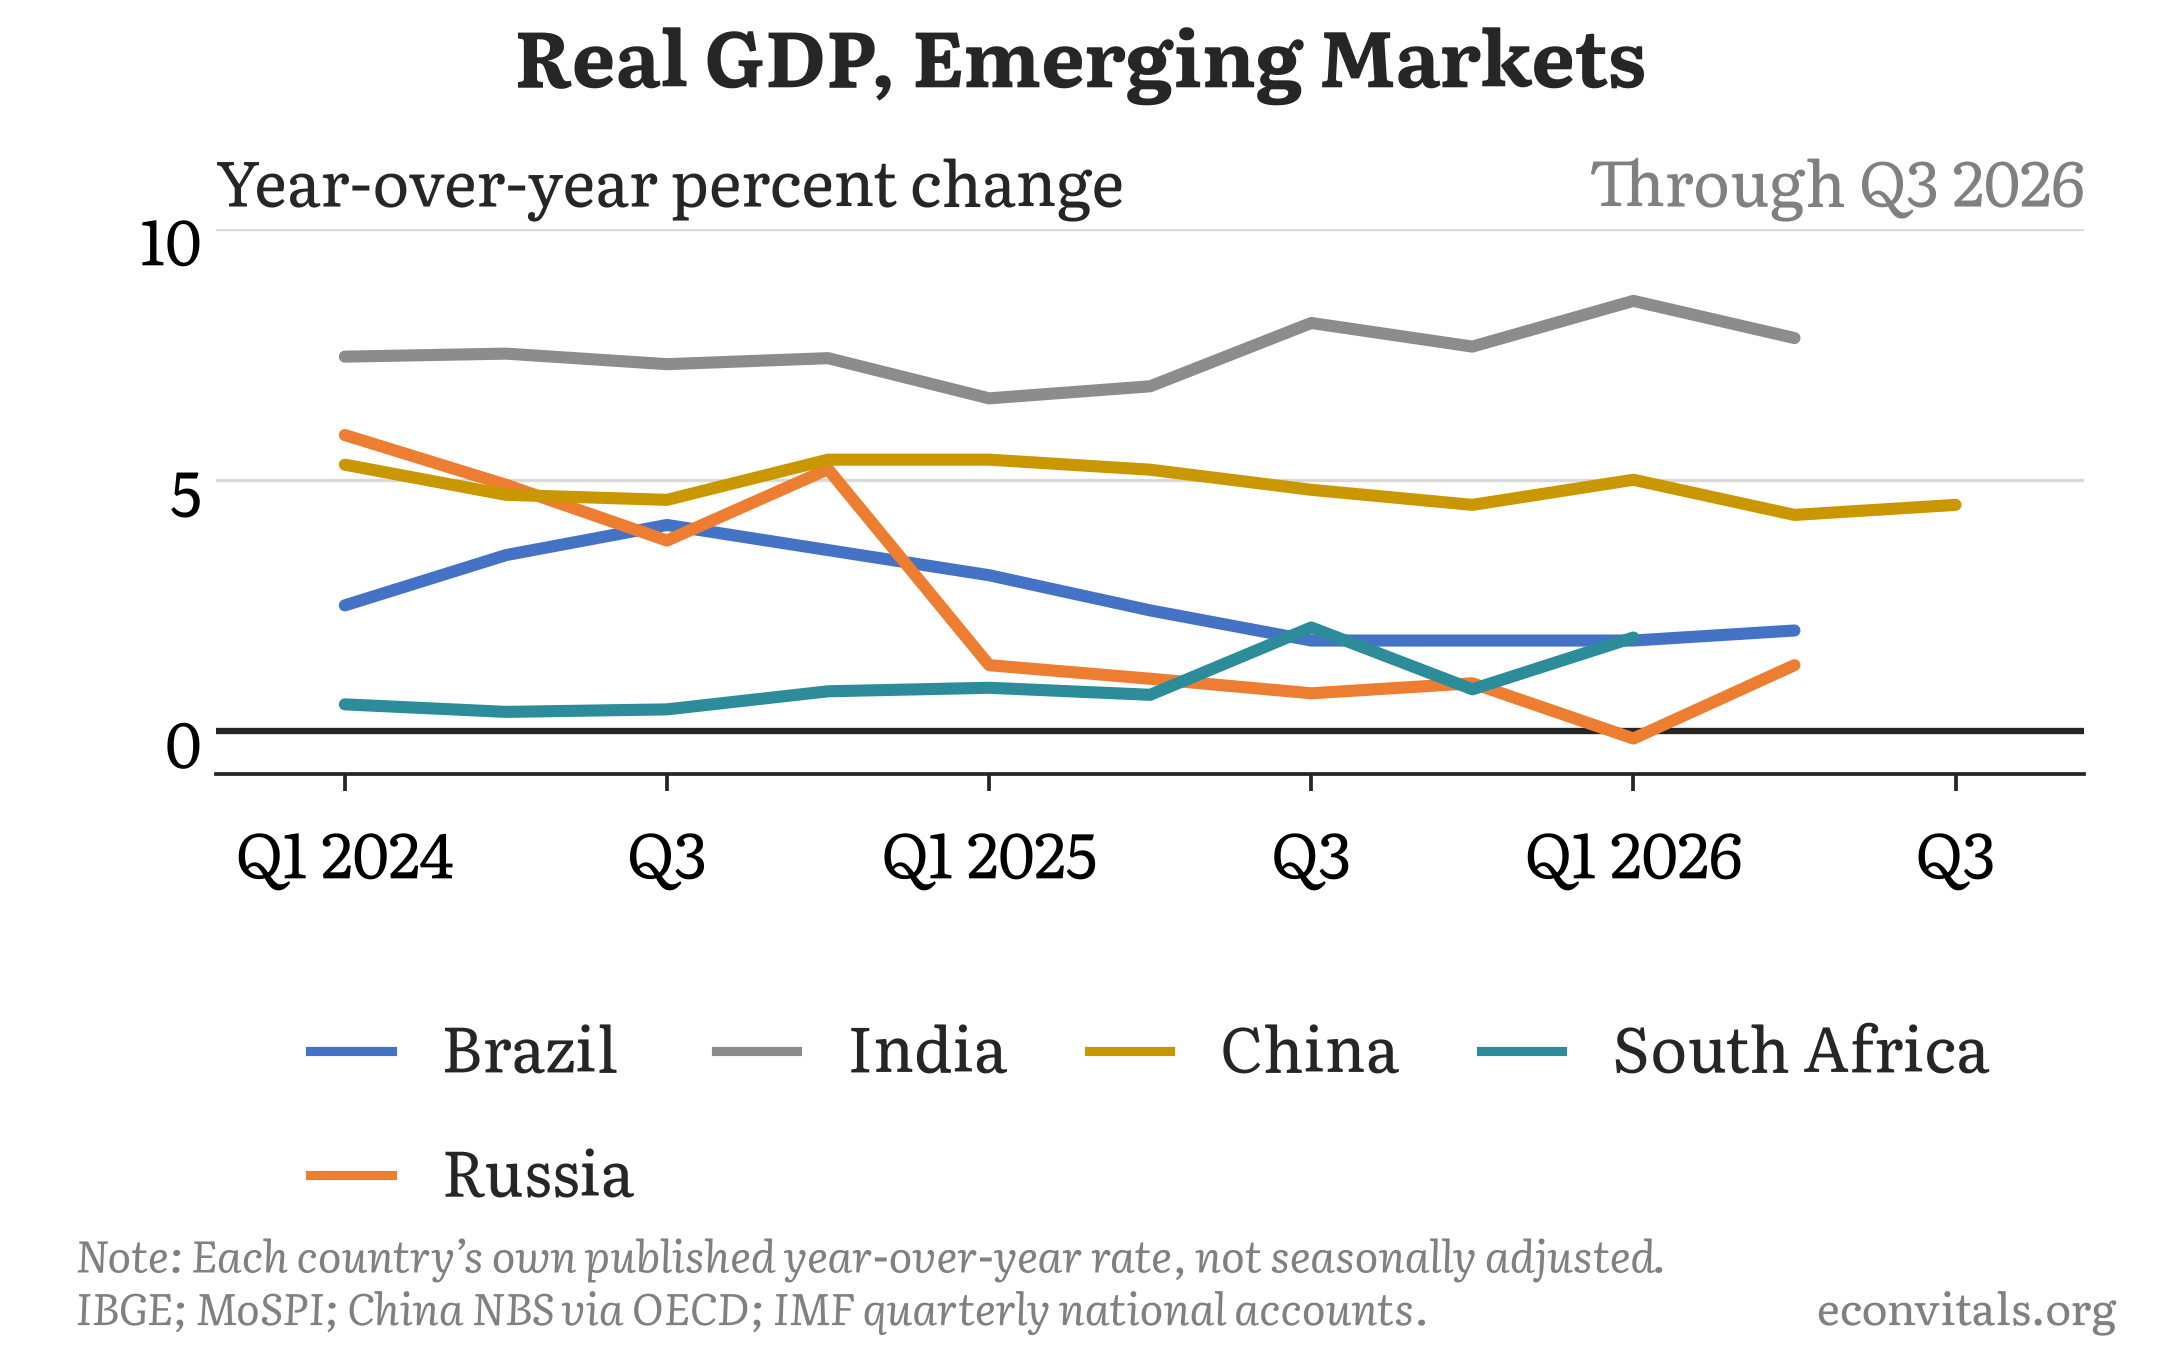 Real GDP, Emerging Markets
Year-over-year percent change
Through Q3 2026
10
5
0
Q1 2024
Q3
Q1 2025
Q3
Q1 2026
Q3
Brazil
India
China
South Africa
Russia
Note: Each country’s own published year-over-year rate, not seasonally adjusted.
IBGE; MoSPI; China NBS via OECD; IMF quarterly national accounts.
econvitals.org